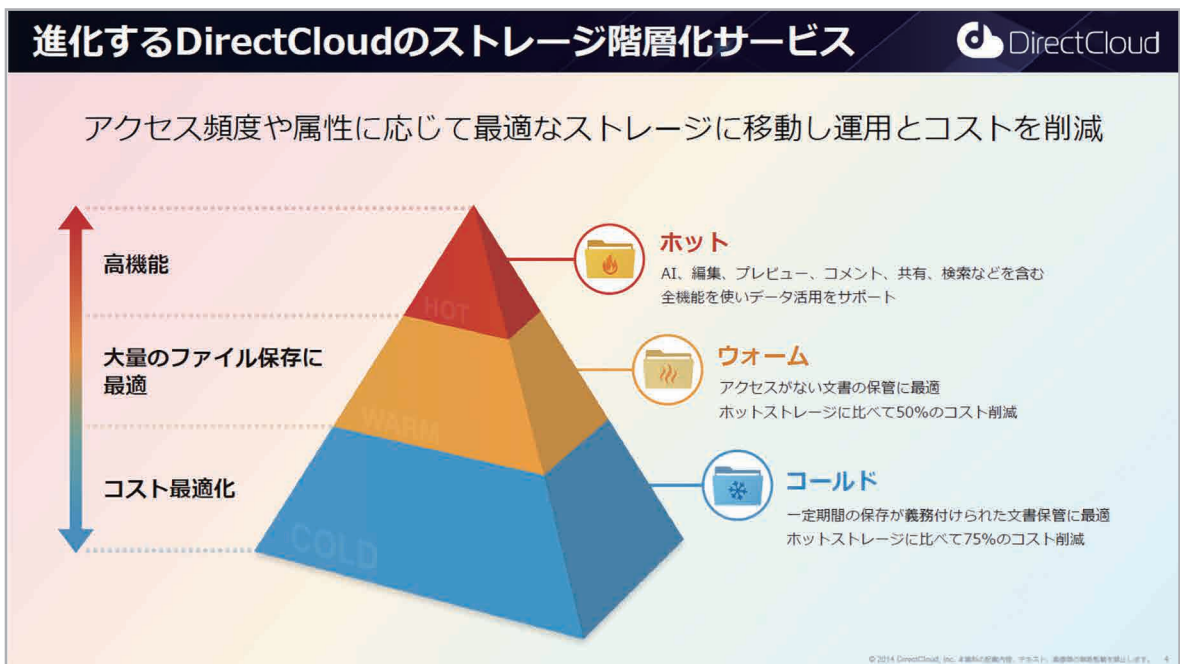 進化するDirectCloudのストレージ階層化サービス
DirectCloud
アクセス頻度や属性に応じて最適なストレージに移動し運用とコストを削減
高機能
大量のファイル保存に
最適
コスト最適化
HOT
WARM
COLD
ホット
AI、編集、プレビュー、コメント、共有、検索などを含む
全機能を使いデータ活用をサポート
ウォーム
アクセスがない文書の保管に最適
ホットストレージに比べて50%のコスト削減
コールド
一定期間の保存が義務付けられた文書保管に最適
ホットストレージに比べて75%のコスト削減
© 2014 DirectCloud, Inc.
4